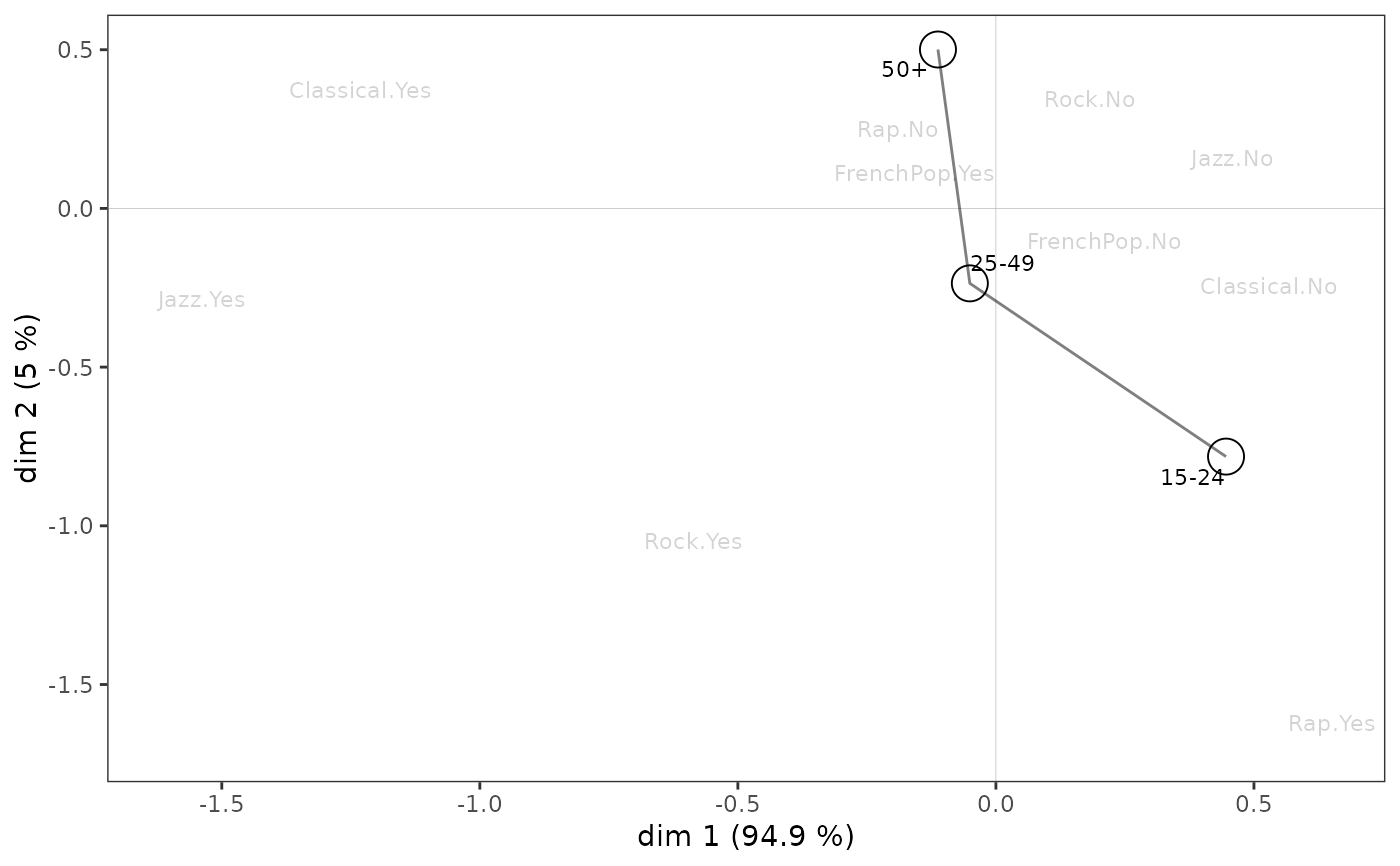 0.5
50+
Classical.Yes
Rock.No
Rap.No
Jazz.No
FrenchPop.Yes
0.0
FrenchPop.No
25-49
Classical.No
Jazz.Yes
-0.5
15-24
-1.0
Rock.Yes
-1.5
Rap.Yes
-1.5 -1.0 -0.5 0.0 0.5
dim 1 (94.9 %)
dim 2 (5 %)